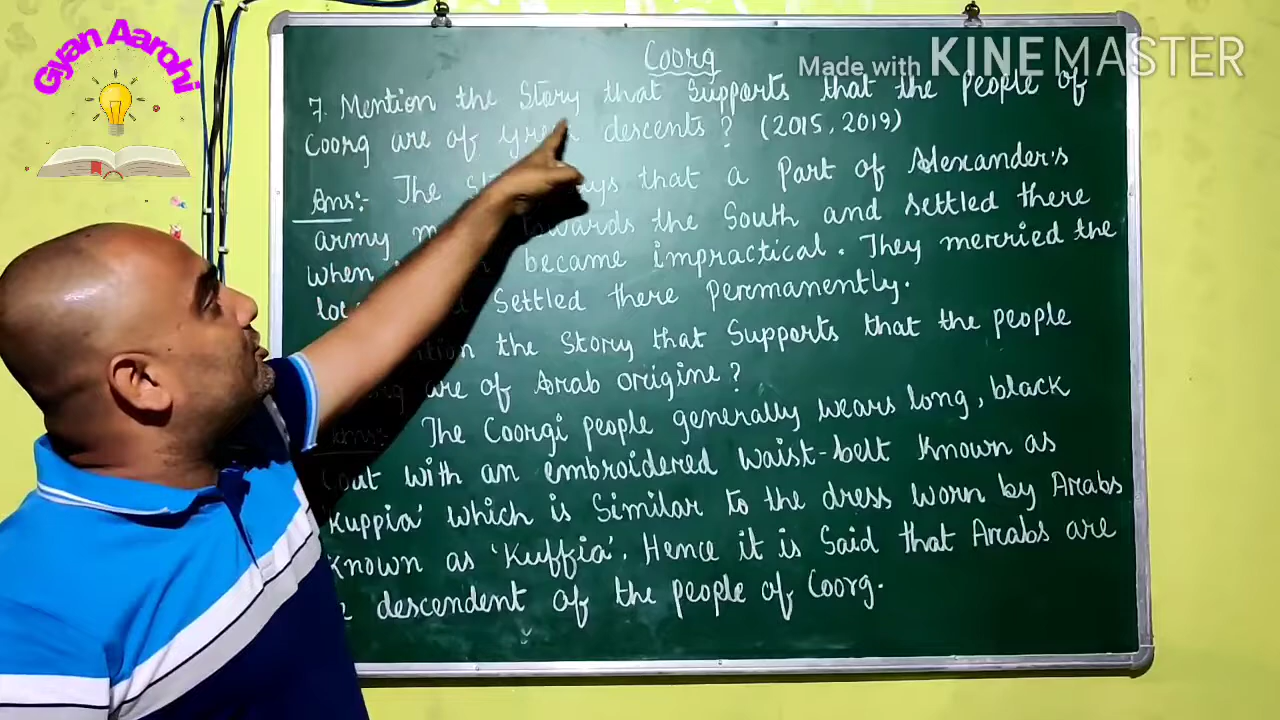 Gyan Aarohi
Made with KINEMASTER
Coorg
7. Mention the Story that Supports that the people of
Coorg are of descents ? (2015, 2019)
Ans:- The that a Part of Alexander's
army towards the South and settled there
when became impractical. They merried the
Settled there permanently.
the Story that Supports that the people
are of Arab origine ?
Ans:- The Coorgi people generally wears long, black
with an embroidered waist-belt known as
Kuppia' which is Similar to the dress worn by Arabs
Known as 'Kuffia'. Hence it is Said that Arabs are
descendent of the people of Coorg.